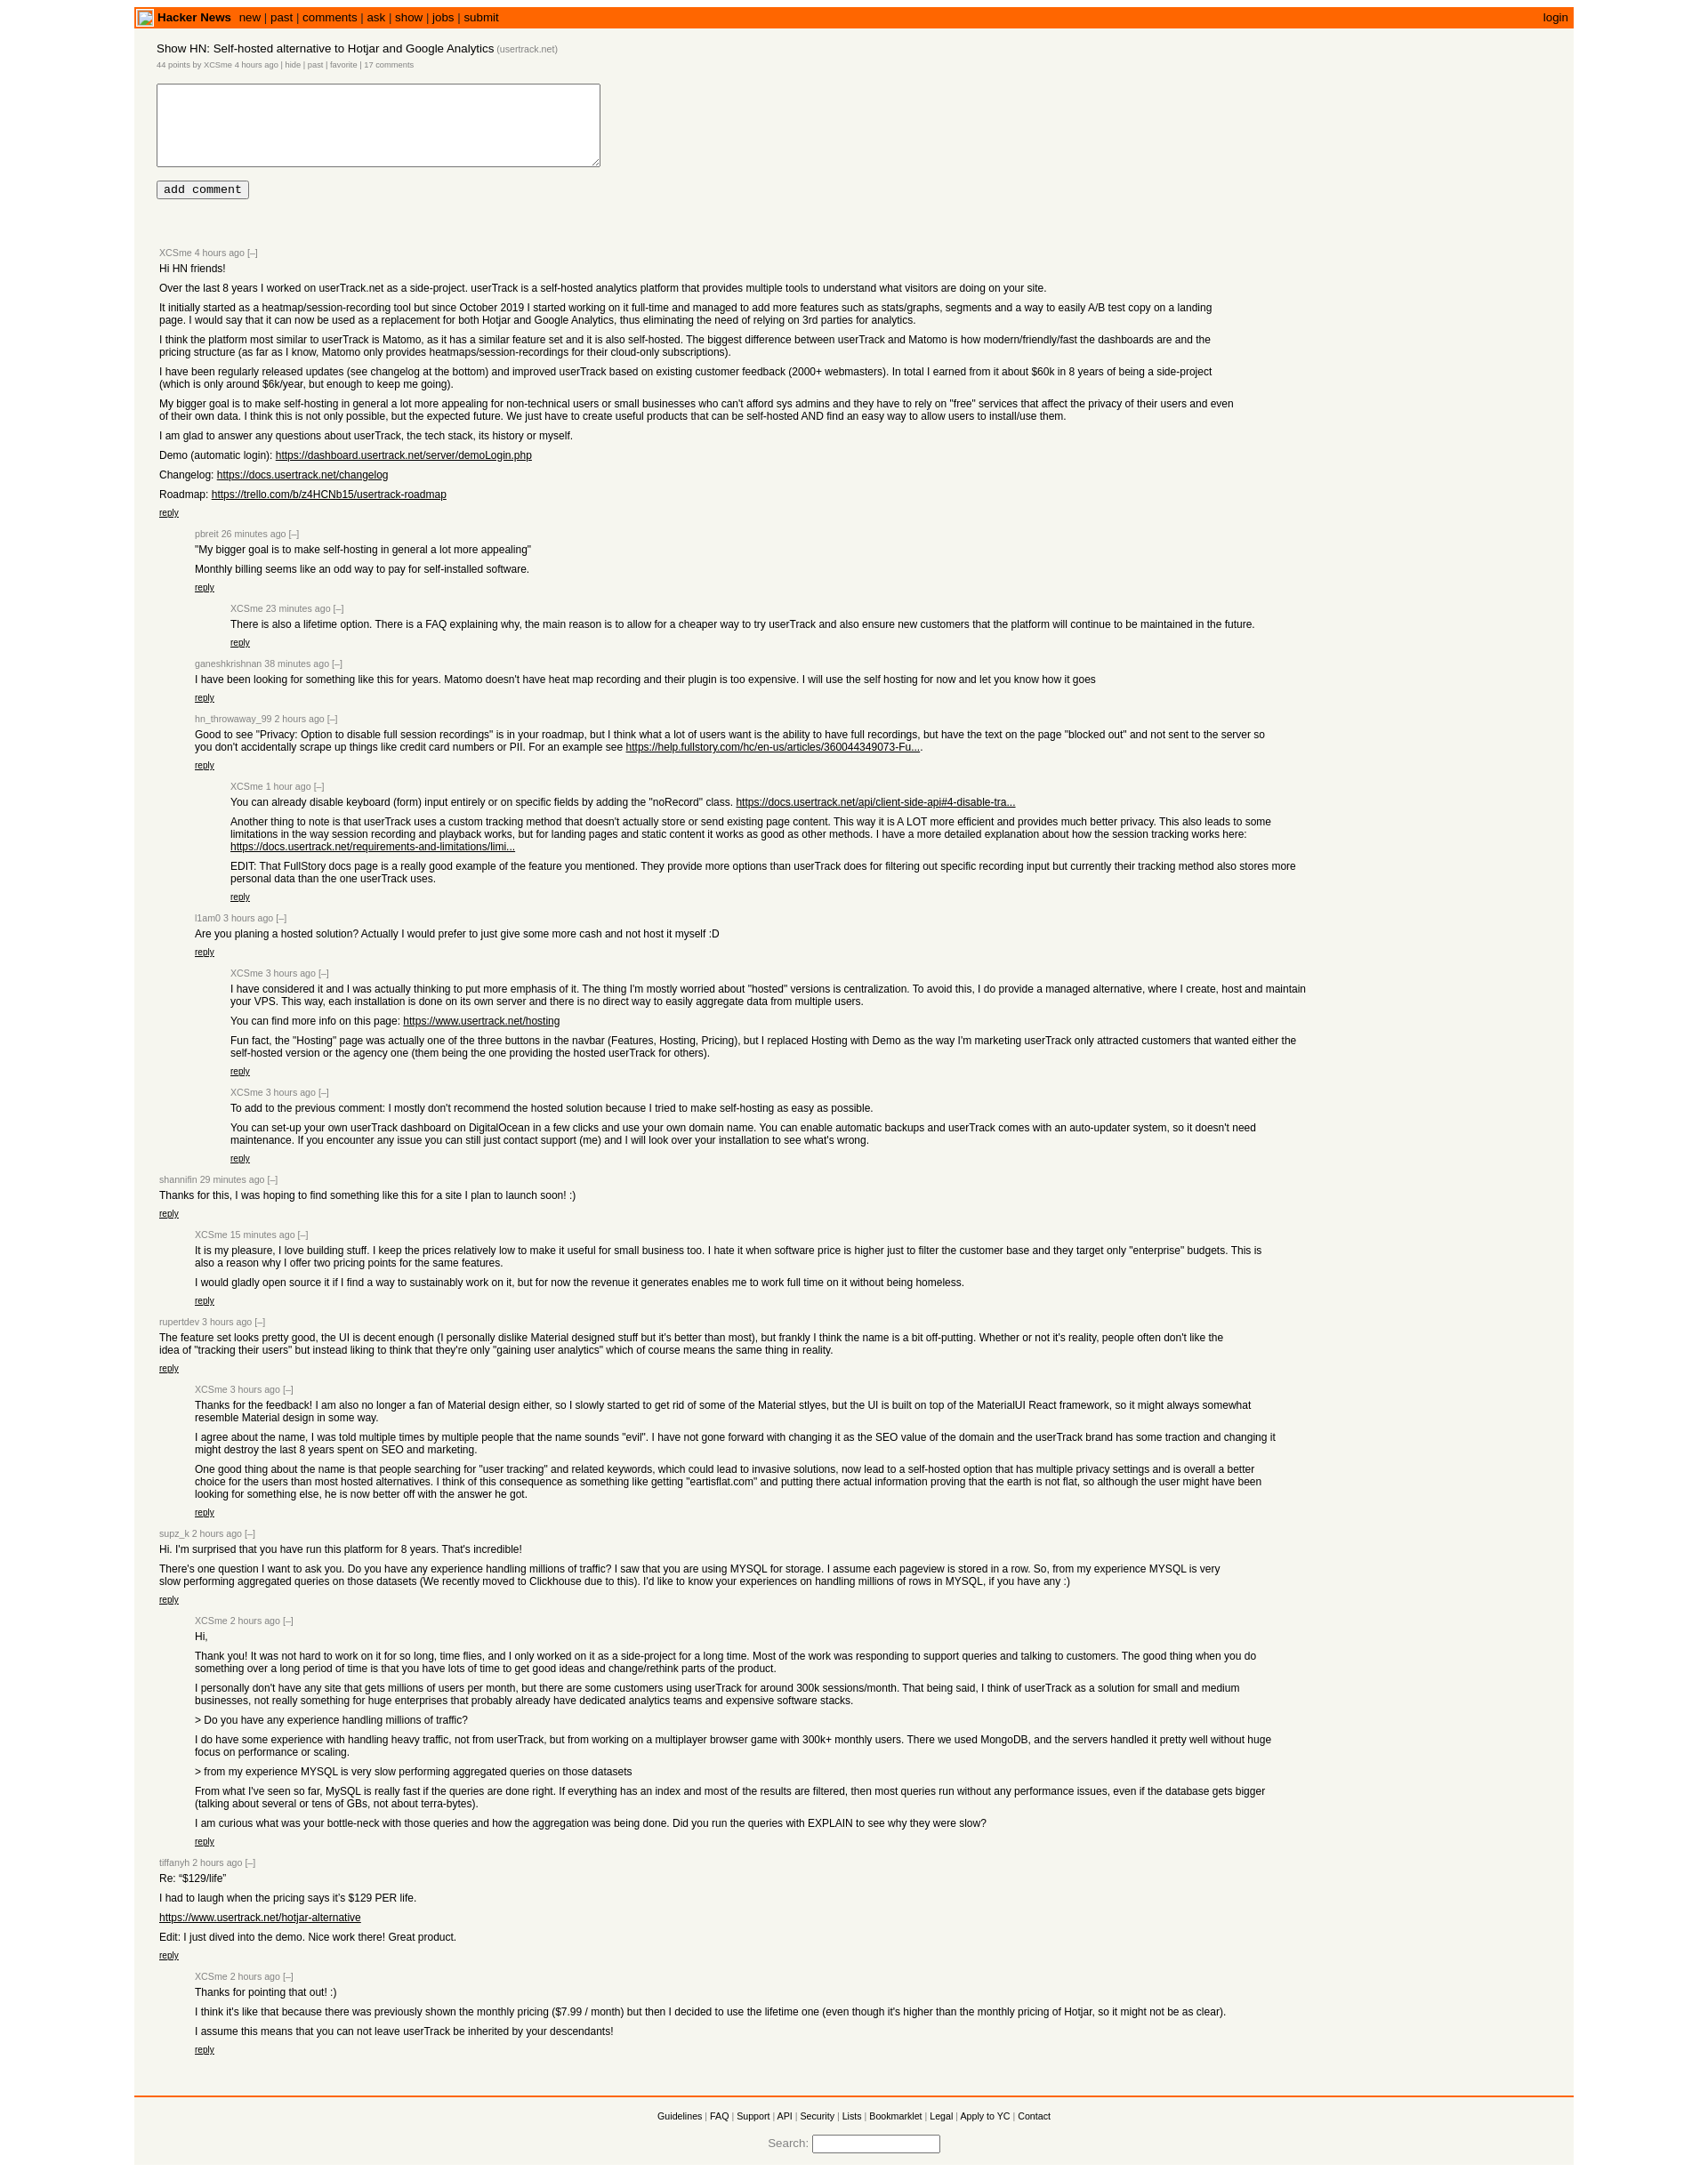 Hacker News new | past | comments | ask | show | jobs | submit login
Show HN: Self-hosted alternative to Hotjar and Google Analytics (usertrack.net)
44 points by XCSme 4 hours ago | hide | past | favorite | 17 comments
add comment
XCSme 4 hours ago [–]
Hi HN friends!
Over the last 8 years I worked on userTrack.net as a side-project. userTrack is a self-hosted analytics platform that provides multiple tools to understand what visitors are doing on your site.
It initially started as a heatmap/session-recording tool but since October 2019 I started working on it full-time and managed to add more features such as stats/graphs, segments and a way to easily A/B test copy on a landing
page. I would say that it can now be used as a replacement for both Hotjar and Google Analytics, thus eliminating the need of relying on 3rd parties for analytics.
I think the platform most similar to userTrack is Matomo, as it has a similar feature set and it is also self-hosted. The biggest difference between userTrack and Matomo is how modern/friendly/fast the dashboards are and the
pricing structure (as far as I know, Matomo only provides heatmaps/session-recordings for their cloud-only subscriptions).
I have been regularly released updates (see changelog at the bottom) and improved userTrack based on existing customer feedback (2000+ webmasters). In total I earned from it about $60k in 8 years of being a side-project
(which is only around $6k/year, but enough to keep me going).
My bigger goal is to make self-hosting in general a lot more appealing for non-technical users or small businesses who can't afford sys admins and they have to rely on "free" services that affect the privacy of their users and even
of their own data. I think this is not only possible, but the expected future. We just have to create useful products that can be self-hosted AND find an easy way to allow users to install/use them.
I am glad to answer any questions about userTrack, the tech stack, its history or myself.
Demo (automatic login): https://dashboard.usertrack.net/server/demoLogin.php
Changelog: https://docs.usertrack.net/changelog
Roadmap: https://trello.com/b/z4HCNb15/usertrack-roadmap
reply
pbreit 26 minutes ago [–]
"My bigger goal is to make self-hosting in general a lot more appealing"
Monthly billing seems like an odd way to pay for self-installed software.
reply
XCSme 23 minutes ago [–]
There is also a lifetime option. There is a FAQ explaining why, the main reason is to allow for a cheaper way to try userTrack and also ensure new customers that the platform will continue to be maintained in the future.
reply
ganeshkrishnan 38 minutes ago [–]
I have been looking for something like this for years. Matomo doesn't have heat map recording and their plugin is too expensive. I will use the self hosting for now and let you know how it goes
reply
hn_throwaway_99 2 hours ago [–]
Good to see "Privacy: Option to disable full session recordings" is in your roadmap, but I think what a lot of users want is the ability to have full recordings, but have the text on the page "blocked out" and not sent to the server so
you don't accidentally scrape up things like credit card numbers or PII. For an example see https://help.fullstory.com/hc/en-us/articles/360044349073-Fu....
reply
XCSme 1 hour ago [–]
You can already disable keyboard (form) input entirely or on specific fields by adding the "noRecord" class. https://docs.usertrack.net/api/client-side-api#4-disable-tra...
Another thing to note is that userTrack uses a custom tracking method that doesn't actually store or send existing page content. This way it is A LOT more efficient and provides much better privacy. This also leads to some
limitations in the way session recording and playback works, but for landing pages and static content it works as good as other methods. I have a more detailed explanation about how the session tracking works here:
https://docs.usertrack.net/requirements-and-limitations/limi...
EDIT: That FullStory docs page is a really good example of the feature you mentioned. They provide more options than userTrack does for filtering out specific recording input but currently their tracking method also stores more
personal data than the one userTrack uses.
reply
l1am0 3 hours ago [–]
Are you planing a hosted solution? Actually I would prefer to just give some more cash and not host it myself :D
reply
XCSme 3 hours ago [–]
I have considered it and I was actually thinking to put more emphasis of it. The thing I'm mostly worried about "hosted" versions is centralization. To avoid this, I do provide a managed alternative, where I create, host and maintain
your VPS. This way, each installation is done on its own server and there is no direct way to easily aggregate data from multiple users.
You can find more info on this page: https://www.usertrack.net/hosting
Fun fact, the "Hosting" page was actually one of the three buttons in the navbar (Features, Hosting, Pricing), but I replaced Hosting with Demo as the way I'm marketing userTrack only attracted customers that wanted either the
self-hosted version or the agency one (them being the one providing the hosted userTrack for others).
reply
XCSme 3 hours ago [–]
To add to the previous comment: I mostly don't recommend the hosted solution because I tried to make self-hosting as easy as possible.
You can set-up your own userTrack dashboard on DigitalOcean in a few clicks and use your own domain name. You can enable automatic backups and userTrack comes with an auto-updater system, so it doesn't need
maintenance. If you encounter any issue you can still just contact support (me) and I will look over your installation to see what's wrong.
reply
shannifin 29 minutes ago [–]
Thanks for this, I was hoping to find something like this for a site I plan to launch soon! :)
reply
XCSme 15 minutes ago [–]
It is my pleasure, I love building stuff. I keep the prices relatively low to make it useful for small business too. I hate it when software price is higher just to filter the customer base and they target only "enterprise" budgets. This is
also a reason why I offer two pricing points for the same features.
I would gladly open source it if I find a way to sustainably work on it, but for now the revenue it generates enables me to work full time on it without being homeless.
reply
rupertdev 3 hours ago [–]
The feature set looks pretty good, the UI is decent enough (I personally dislike Material designed stuff but it's better than most), but frankly I think the name is a bit off-putting. Whether or not it's reality, people often don't like the
idea of "tracking their users" but instead liking to think that they're only "gaining user analytics" which of course means the same thing in reality.
reply
XCSme 3 hours ago [–]
Thanks for the feedback! I am also no longer a fan of Material design either, so I slowly started to get rid of some of the Material stlyes, but the UI is built on top of the MaterialUI React framework, so it might always somewhat
resemble Material design in some way.
I agree about the name, I was told multiple times by multiple people that the name sounds "evil". I have not gone forward with changing it as the SEO value of the domain and the userTrack brand has some traction and changing it
might destroy the last 8 years spent on SEO and marketing.
One good thing about the name is that people searching for "user tracking" and related keywords, which could lead to invasive solutions, now lead to a self-hosted option that has multiple privacy settings and is overall a better
choice for the users than most hosted alternatives. I think of this consequence as something like getting "eartisflat.com" and putting there actual information proving that the earth is not flat, so although the user might have been
looking for something else, he is now better off with the answer he got.
reply
supz_k 2 hours ago [–]
Hi. I'm surprised that you have run this platform for 8 years. That's incredible!
There's one question I want to ask you. Do you have any experience handling millions of traffic? I saw that you are using MYSQL for storage. I assume each pageview is stored in a row. So, from my experience MYSQL is very
slow performing aggregated queries on those datasets (We recently moved to Clickhouse due to this). I'd like to know your experiences on handling millions of rows in MYSQL, if you have any :)
reply
XCSme 2 hours ago [–]
Hi,
Thank you! It was not hard to work on it for so long, time flies, and I only worked on it as a side-project for a long time. Most of the work was responding to support queries and talking to customers. The good thing when you do
something over a long period of time is that you have lots of time to get good ideas and change/rethink parts of the product.
I personally don't have any site that gets millions of users per month, but there are some customers using userTrack for around 300k sessions/month. That being said, I think of userTrack as a solution for small and medium
businesses, not really something for huge enterprises that probably already have dedicated analytics teams and expensive software stacks.
> Do you have any experience handling millions of traffic?
I do have some experience with handling heavy traffic, not from userTrack, but from working on a multiplayer browser game with 300k+ monthly users. There we used MongoDB, and the servers handled it pretty well without huge
focus on performance or scaling.
> from my experience MYSQL is very slow performing aggregated queries on those datasets
From what I've seen so far, MySQL is really fast if the queries are done right. If everything has an index and most of the results are filtered, then most queries run without any performance issues, even if the database gets bigger
(talking about several or tens of GBs, not about terra-bytes).
I am curious what was your bottle-neck with those queries and how the aggregation was being done. Did you run the queries with EXPLAIN to see why they were slow?
reply
tiffanyh 2 hours ago [–]
Re: “$129/life”
I had to laugh when the pricing says it’s $129 PER life.
https://www.usertrack.net/hotjar-alternative
Edit: I just dived into the demo. Nice work there! Great product.
reply
XCSme 2 hours ago [–]
Thanks for pointing that out! :)
I think it's like that because there was previously shown the monthly pricing ($7.99 / month) but then I decided to use the lifetime one (even though it's higher than the monthly pricing of Hotjar, so it might not be as clear).
I assume this means that you can not leave userTrack be inherited by your descendants!
reply
Guidelines | FAQ | Support | API | Security | Lists | Bookmarklet | Legal | Apply to YC | Contact
Search: